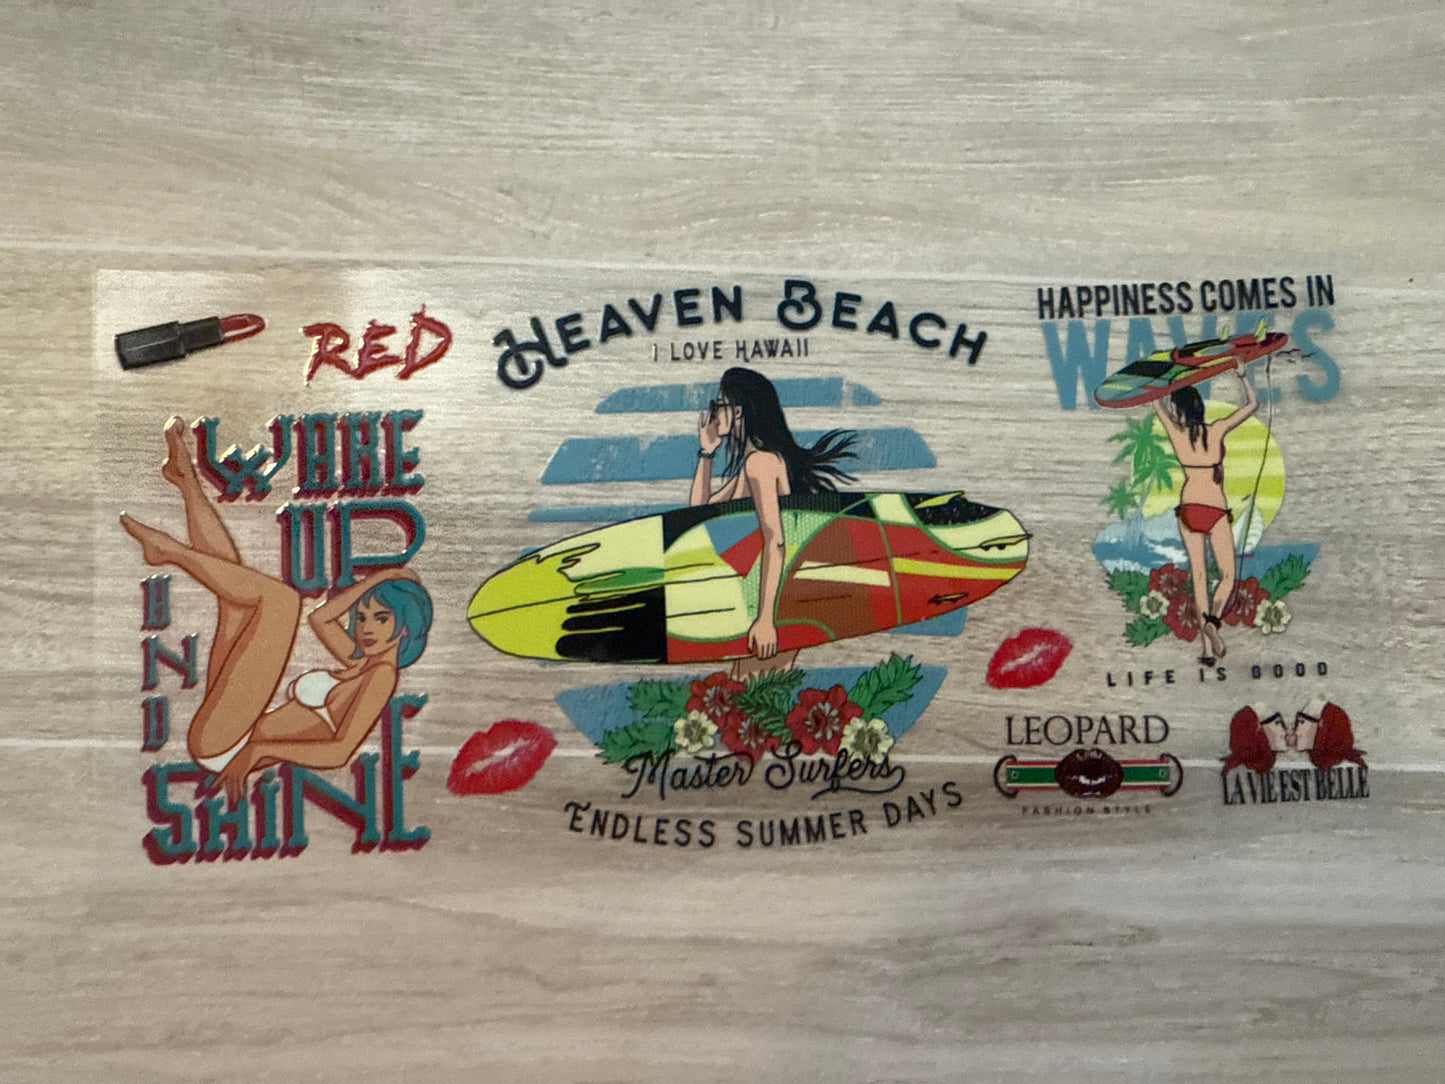 RED
WAKE
UP
AND
SHINE
HEAVEN BEACH
I LOVE HAWAII
Master Surfers
ENDLESS SUMMER DAYS
HAPPINESS COMES IN
WAVES
LIFE IS GOOD
LEOPARD
FASHION STYLE
LA VIE EST BELLE